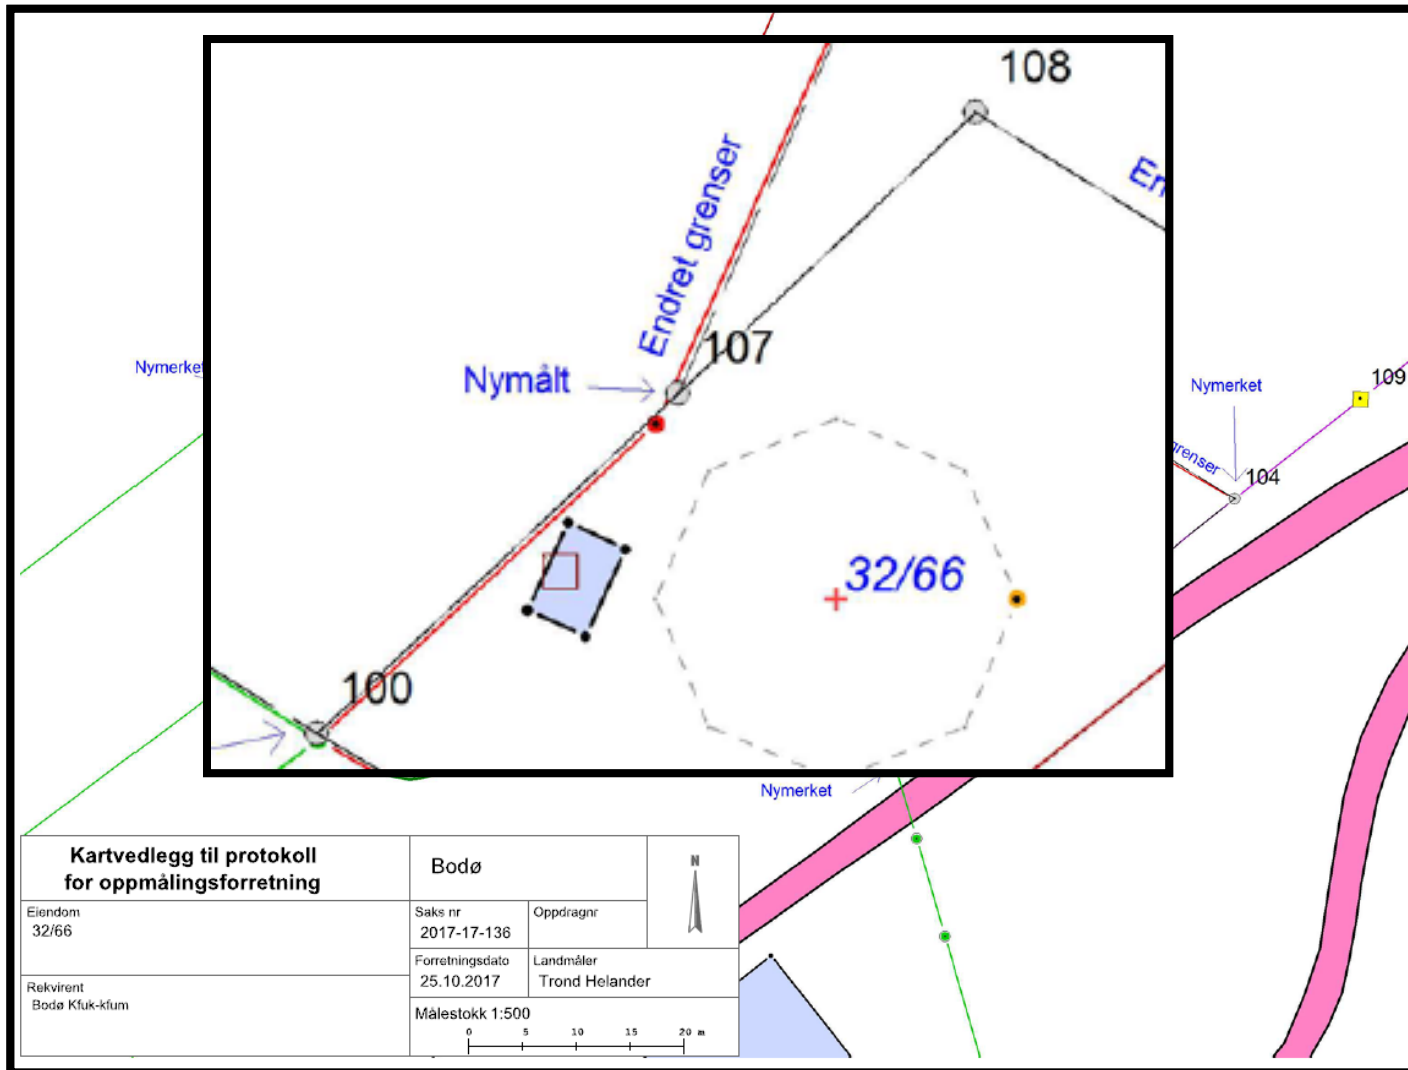 108
En
Endret grenser
107
Nymålt
Nymerket
Nymerket
109
grenser
104
32/66
100
Nymerket
Kartvedlegg til protokoll
for oppmålingsforretning
Bodø
N
Eiendom
32/66
Saks nr
2017-17-136
Oppdragnr
Forretningsdato
25.10.2017
Landmåler
Trond Helander
Rekvirent
Bodø Kfuk-kfum
Målestokk 1:500
0 5 10 15 20 m